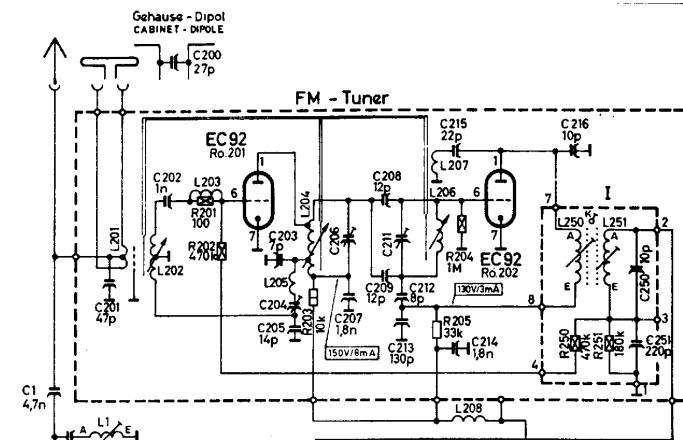 Gehäuse - Dipol
CABINET - DIPOLE
C200
27p
FM - Tuner
EC92
Ro.201
C215
22p
C216
10p
L207
EC92
Ro.202
C202
1n
L203
R201
100
6
1
7
L204
C208
12p
L206
6
1
7
7
I
L250
K
d
L251
2
L201
L202
R202
470k
C203
7p
C206
C211
R204
1M
A
A
C250
10p
L205
C209
12p
C212
8p
130V/3mA
8
E
E
C201
47p
C204
R203
10k
C207
1,8n
R205
33k
3
C205
14p
150V/8mA
C213
130p
C214
1,8n
R250
470k
R251
180k
C251
220p
4
1
C1
4,7n
L208
A
L1
E